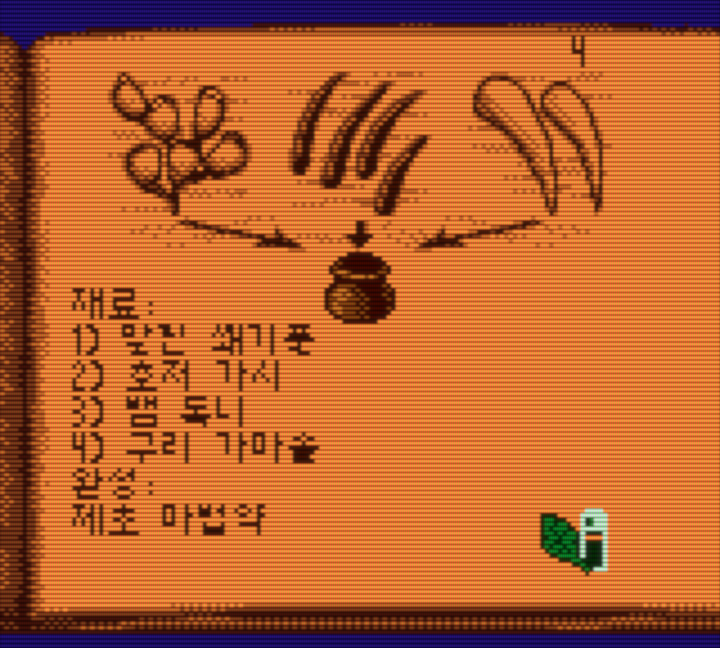 4
재료:
1) 말린 쐐기풀
2) 호저 가시
3) 뱀 독니
4) 구리 가마솥
완성:
제초 마법약